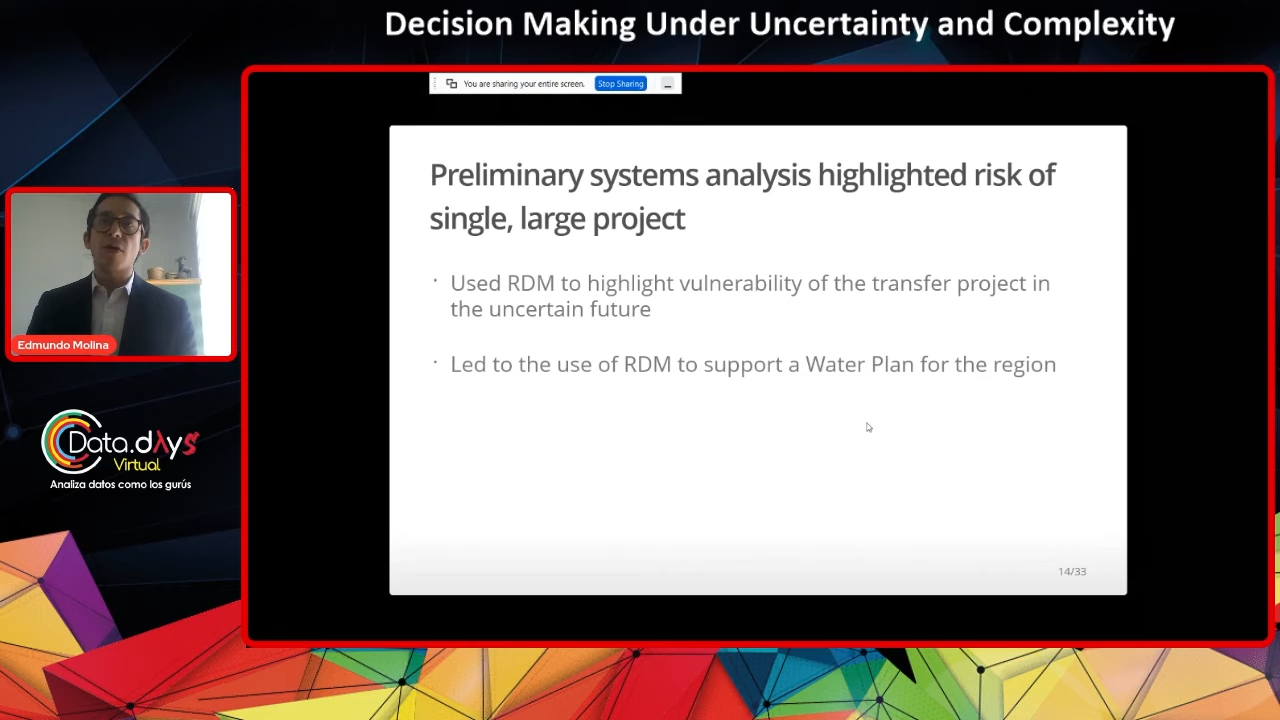 Decision Making Under Uncertainty and Complexity
You are sharing your entire screen.
Stop Sharing
Preliminary systems analysis highlighted risk of
single, large project
· Used RDM to highlight vulnerability of the transfer project in
the uncertain future
· Led to the use of RDM to support a Water Plan for the region
14/33
Edmundo Molina
Data.dAys
Virtual
Analiza datos como los gurús